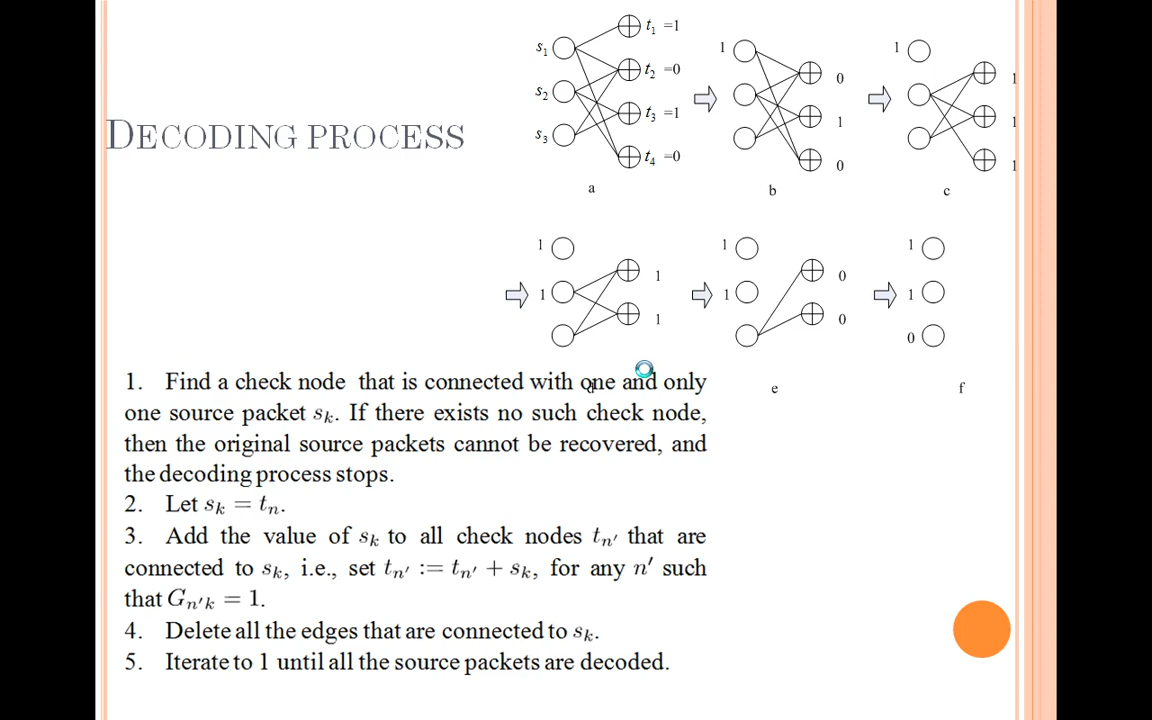 DECODING PROCESS
s1 t1 =1
s2 t2 =0
s3 t3 =1
t4 =0
a
1 0
1
0
b
1 1
1
1
c
1 1
1 1
1 0
1 0
e
1
1
0
f
1. Find a check node that is connected with one and only
one source packet sk. If there exists no such check node,
then the original source packets cannot be recovered, and
the decoding process stops.
2. Let sk = tn.
3. Add the value of sk to all check nodes tn′ that are
connected to sk, i.e., set tn′ := tn′ + sk, for any n′ such
that Gn′k = 1.
4. Delete all the edges that are connected to sk.
5. Iterate to 1 until all the source packets are decoded.